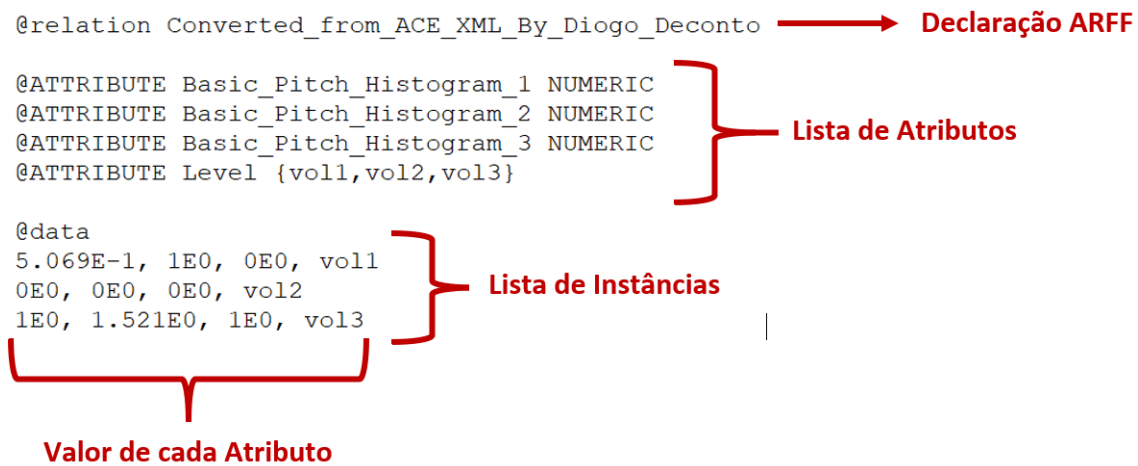 @relation Converted_from_ACE_XML_By_Diogo_Deconto
Declaração ARFF
@ATTRIBUTE Basic_Pitch_Histogram_1 NUMERIC
@ATTRIBUTE Basic_Pitch_Histogram_2 NUMERIC
@ATTRIBUTE Basic_Pitch_Histogram_3 NUMERIC
@ATTRIBUTE Level {vol1,vol2,vol3}
Lista de Atributos
@data
5.069E-1, 1E0, 0E0, vol1
0E0, 0E0, 0E0, vol2
1E0, 1.521E0, 1E0, vol3
Lista de Instâncias
Valor de cada Atributo